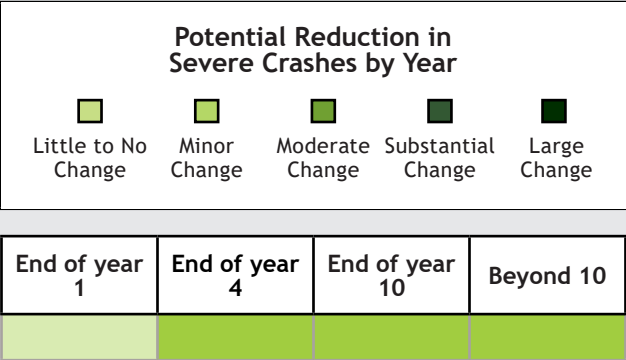 Potential Reduction in
Severe Crashes by Year
Little to No
Change
Minor
Change
Moderate
Change
Substantial
Change
Large
Change
End of year
1
End of year
4
End of year
10
Beyond 10